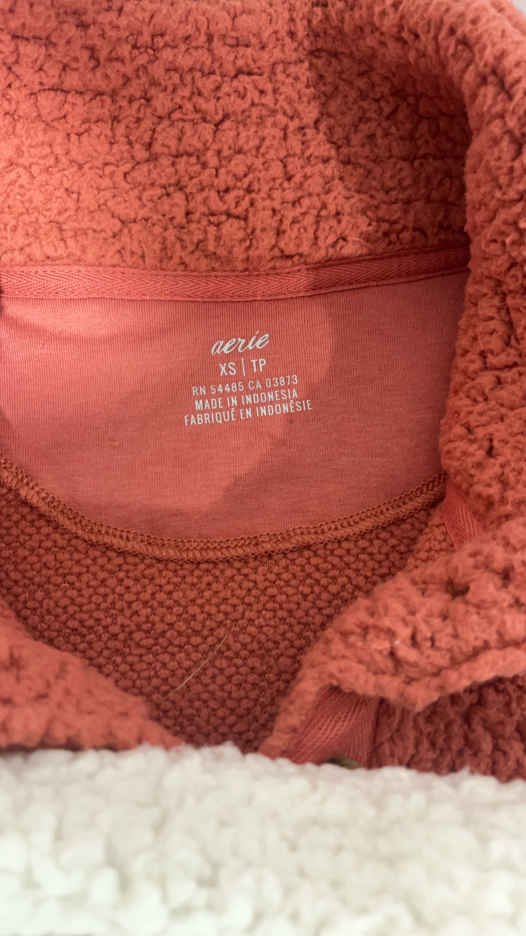 aerie
XS | TP
RN 54485 CA 03873
MADE IN INDONESIA
FABRIQUÉ EN INDONÉSIE